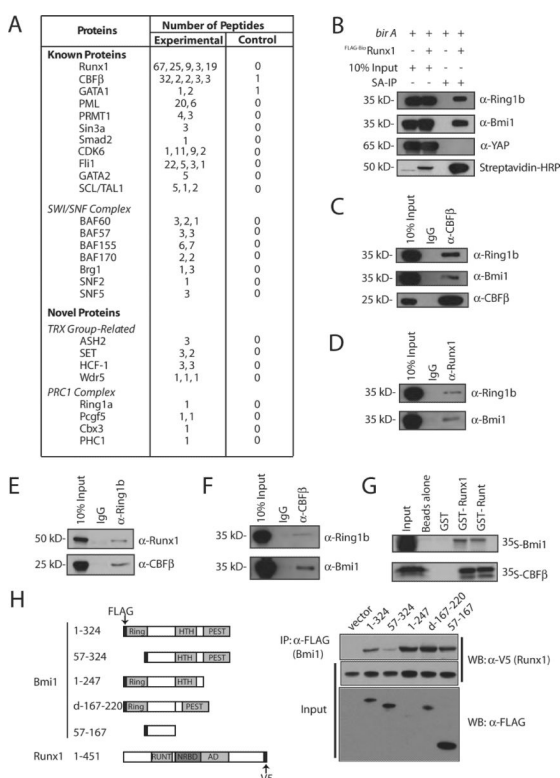 A
Proteins Number of Peptides
Experimental Control
Known Proteins
Runx1 67, 25, 9, 3, 19 0
CBFβ 32, 2, 2, 3, 3 1
GATA1 1, 2 1
PML 20, 6 0
PRMT1 4, 3 0
Sin3a 3 0
Smad2 1 0
CDK6 1, 11, 9, 2 0
Fli1 22, 5, 3, 1 0
GATA2 5 0
SCL/TAL1 5, 1, 2 0
SWI/SNF Complex
BAF60 3, 2, 1 0
BAF57 3, 3 0
BAF155 6, 7 0
BAF170 2, 2 0
Brg1 1, 3 0
SNF2 1 0
SNF5 3 0
Novel Proteins
TRX Group-Related
ASH2 3 0
SET 3, 2 0
HCF-1 3, 3 0
Wdr5 1, 1, 1 0
PRC1 Complex
Ring1a 1 0
Pcgf5 1, 1 0
Cbx3 1 0
PHC1 1 0
B
bir A + + + +
FLAG-Bio Runx1 - + - +
10% Input + + - -
SA-IP - - + +
35 kD- α-Ring1b
35 kD- α-Bmi1
65 kD- α-YAP
50 kD- Streptavidin-HRP
C
10% Input IgG α-CBFβ
35 kD- α-Ring1b
35 kD- α-Bmi1
25 kD- α-CBFβ
D
10% Input IgG α-Runx1
35 kD- α-Ring1b
35 kD- α-Bmi1
E
10% Input IgG α-Ring1b
50 kD- α-Runx1
25 kD- α-CBFβ
F
10% Input IgG α-CBFβ
35 kD- α-Ring1b
35 kD- α-Bmi1
G
Input Beads alone GST GST-Runx1 GST-Runt
35S-Bmi1
35S-CBFβ
H
FLAG
1-324 Ring HTH PEST
57-324 HTH PEST
Bmi1 1-247 Ring HTH
d-167-220 Ring PEST
57-167
Runx1 1-451 RUNT NRBD AD
V5
vector 1-324 57-324 1-247 d-167-220 57-167
IP: α-FLAG
(Bmi1)
WB: α-V5 (Runx1)
Input
WB: α-FLAG